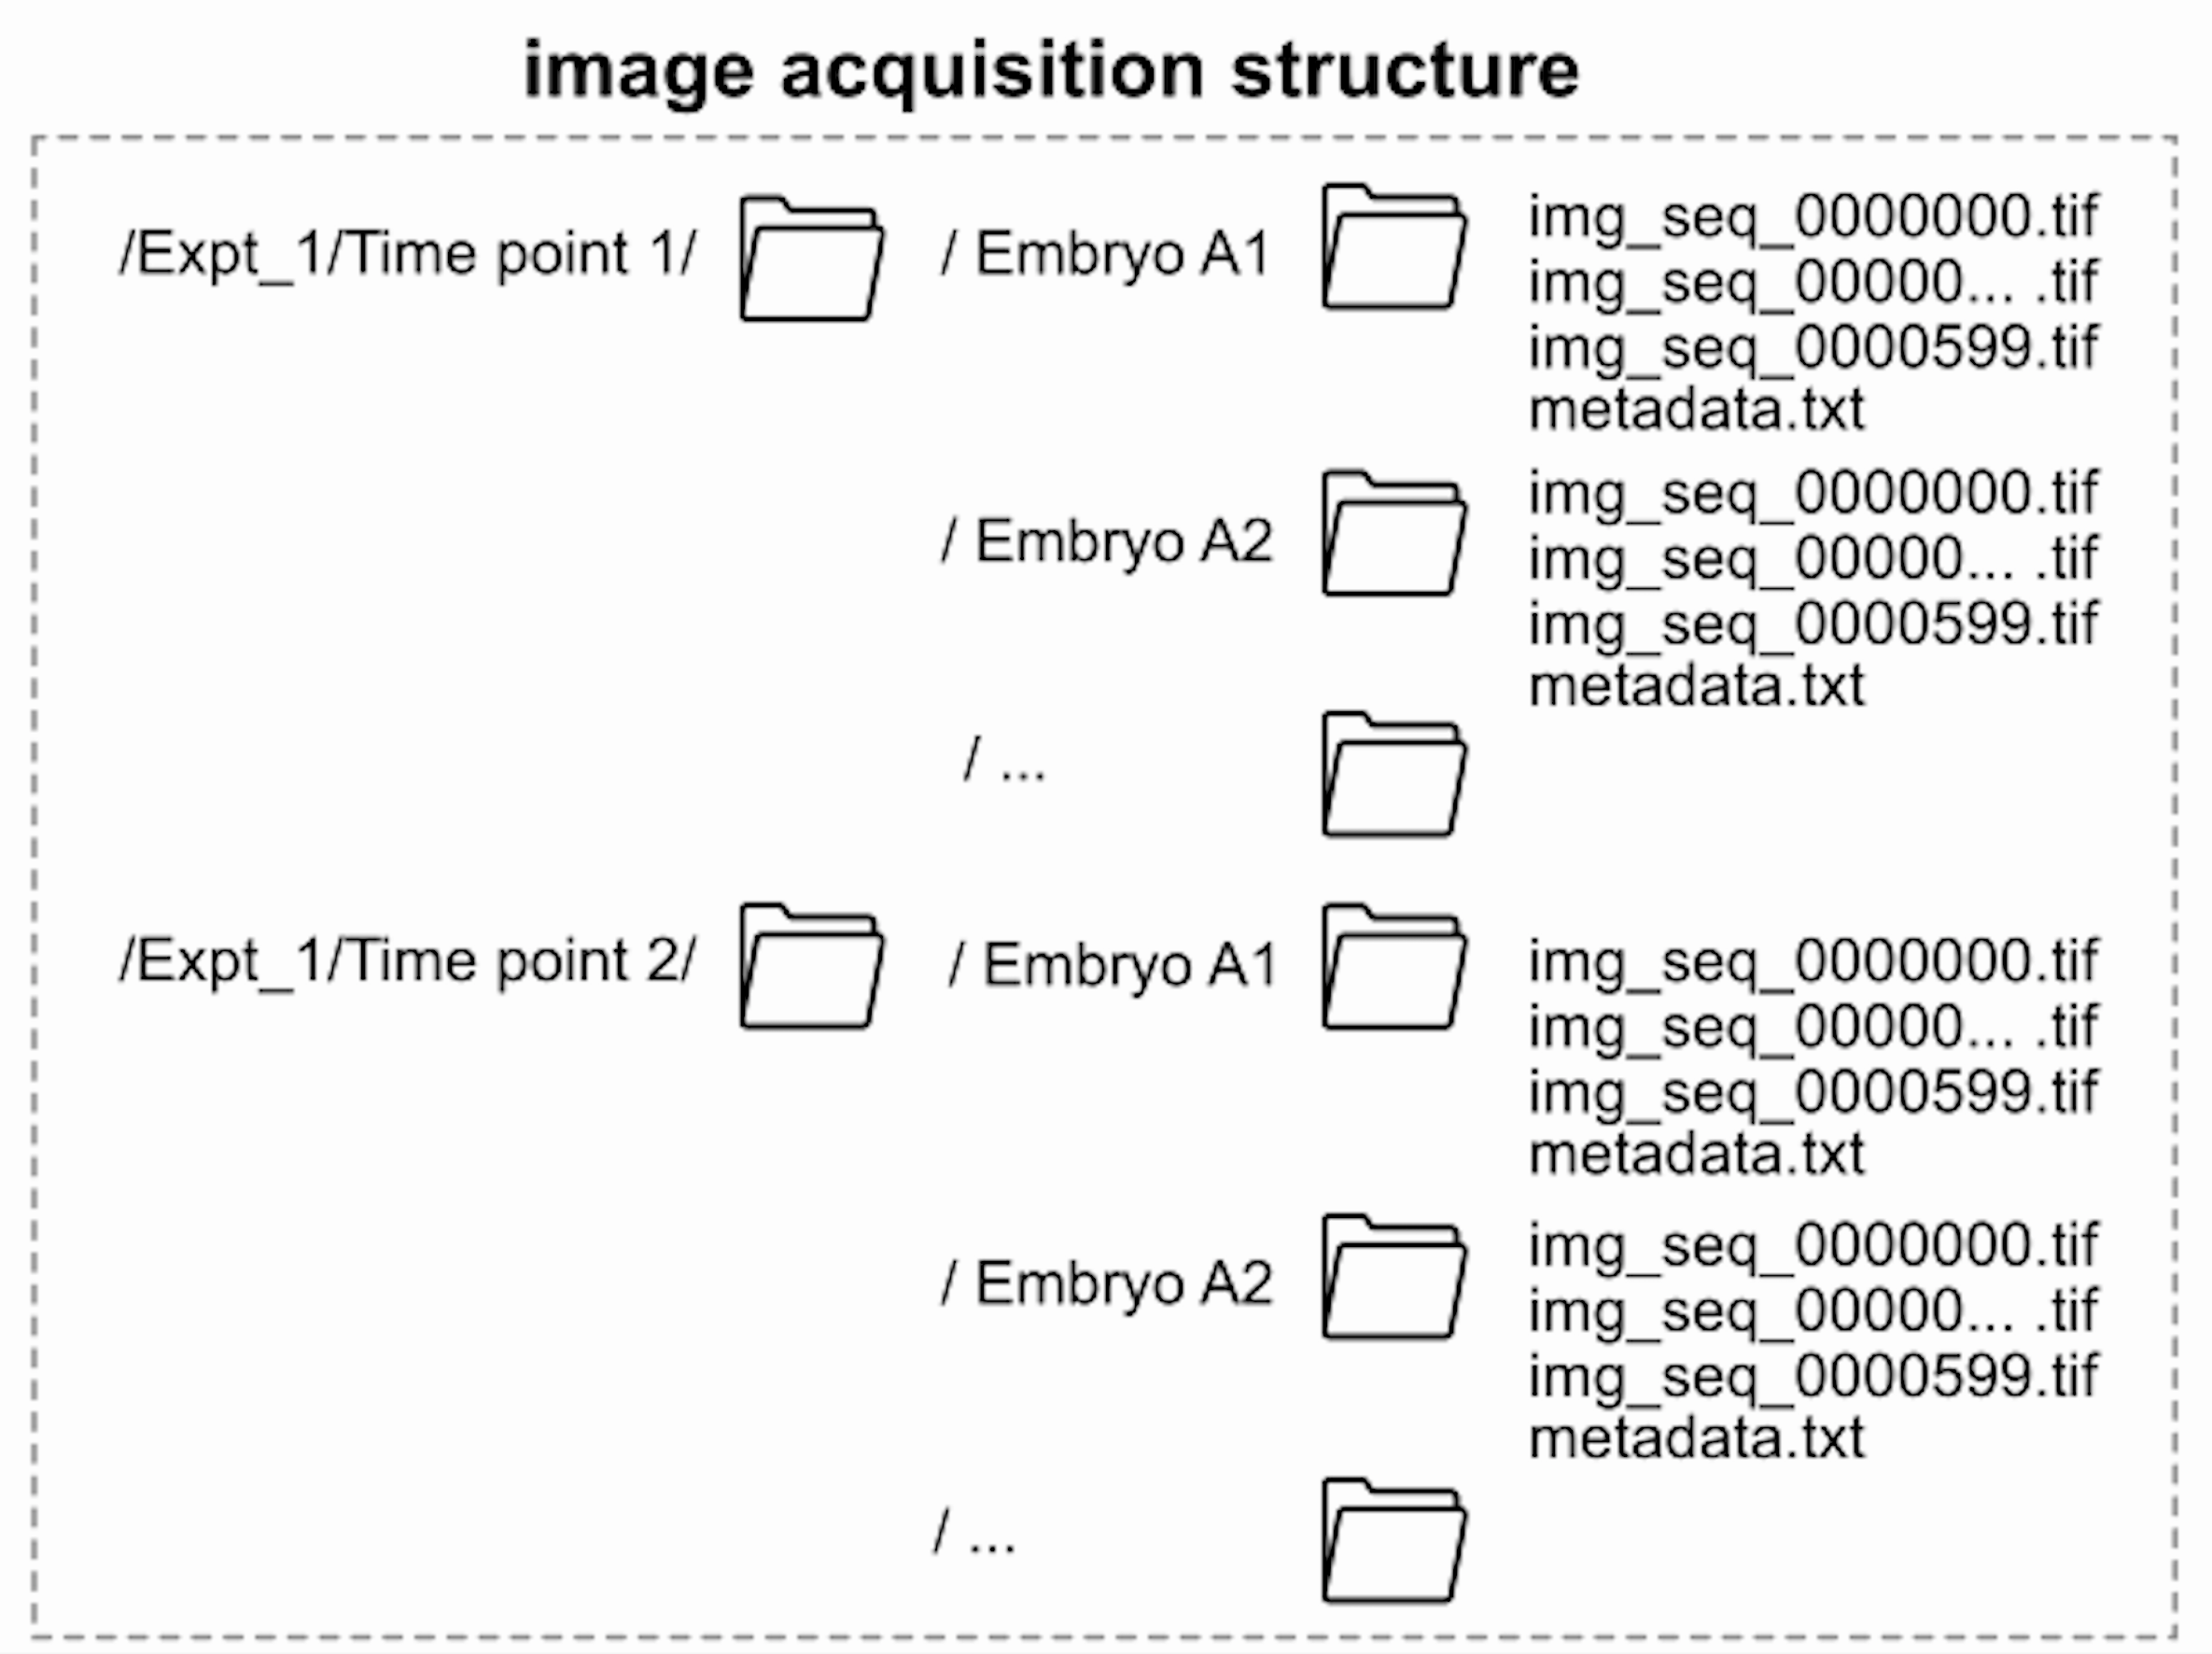 image acquisition structure
/Expt_1/Time point 1/
/ Embryo A1
img_seq_0000000.tif
img_seq_00000... .tif
img_seq_0000599.tif
metadata.txt
/ Embryo A2
img_seq_0000000.tif
img_seq_00000... .tif
img_seq_0000599.tif
metadata.txt
/ ...
/Expt_1/Time point 2/
/ Embryo A1
img_seq_0000000.tif
img_seq_00000... .tif
img_seq_0000599.tif
metadata.txt
/ Embryo A2
img_seq_0000000.tif
img_seq_00000... .tif
img_seq_0000599.tif
metadata.txt
/ ...